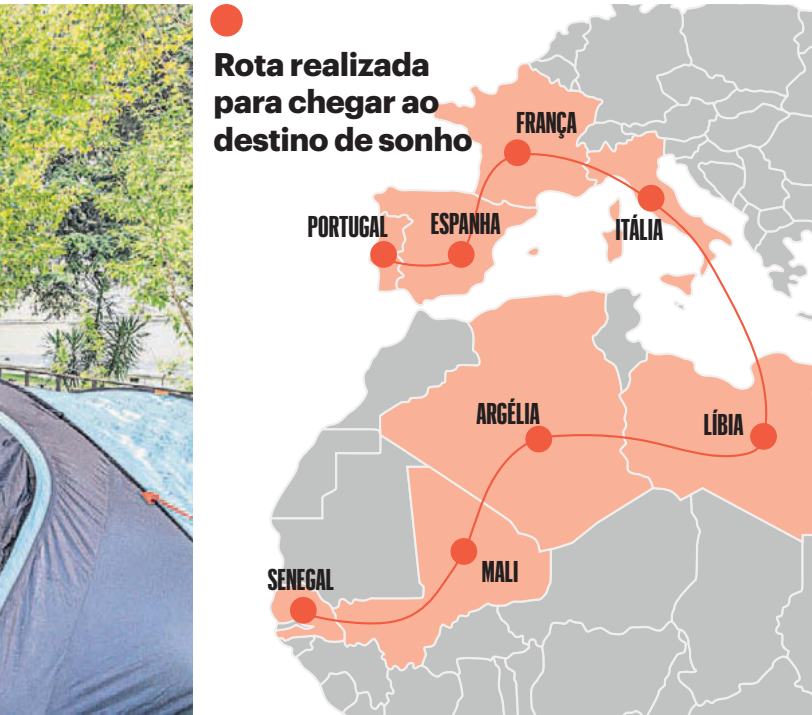 Rota realizada
para chegar ao
destino de sonho
FRANÇA
PORTUGAL
ESPANHA
ITÁLIA
ARGÉLIA
LÍBIA
MALI
SENEGAL